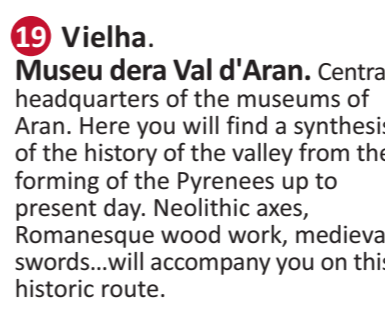 19 Vielha.
Museu dera Val d'Aran. Centra
headquarters of the museums of
Aran. Here you will find a synthesis
of the history of the valley from the
forming of the Pyrenees up to
present day. Neolithic axes,
Romanesque wood work, medieva
swords...will accompany you on this
historic route.